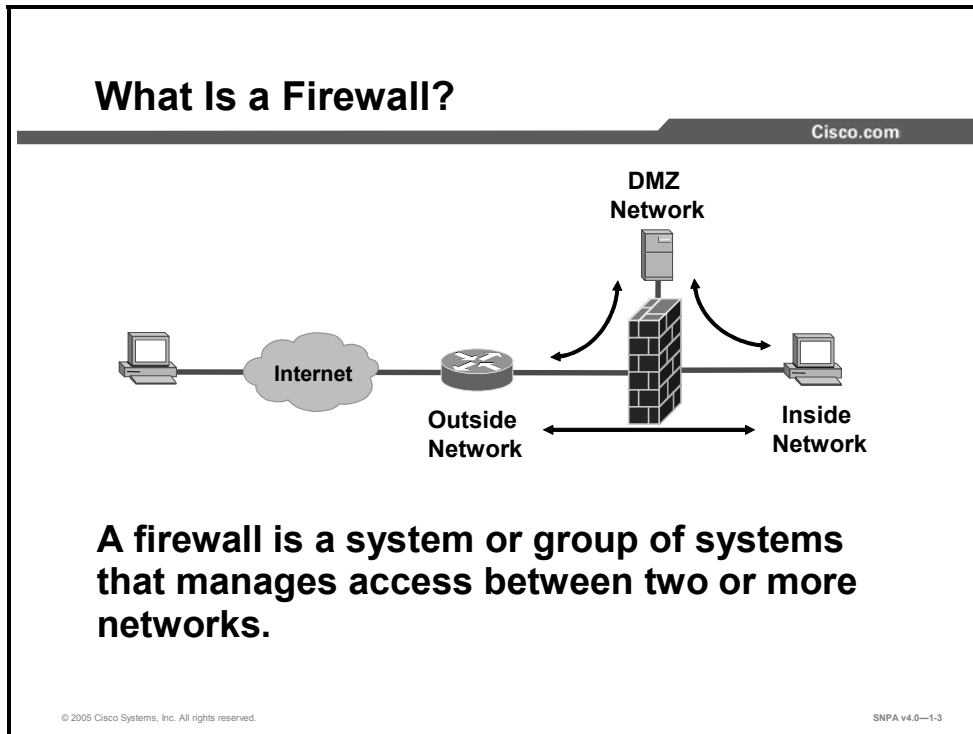 What Is a Firewall?
Cisco.com
DMZ
Network
Internet
Outside
Network
Inside
Network
A firewall is a system or group of systems
that manages access between two or more
networks.
© 2005 Cisco Systems, Inc. All rights reserved.
SNPA v4.0—1-3